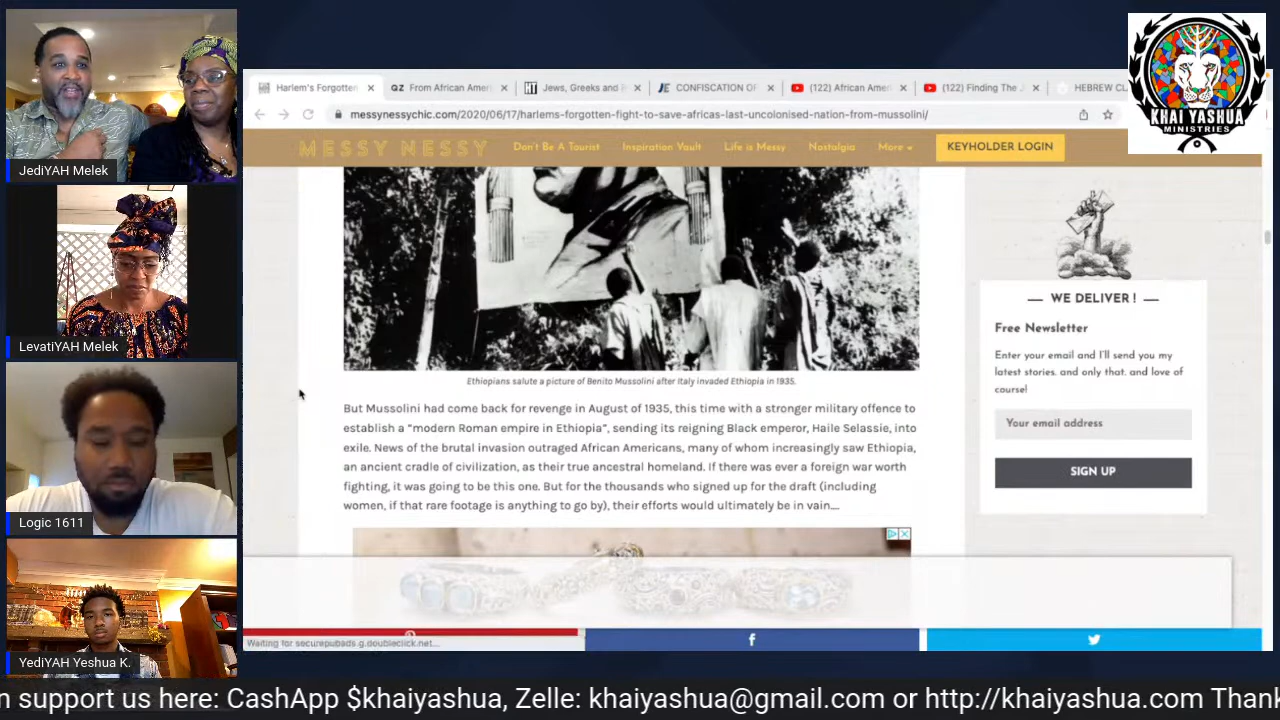 JediYAH Melek
LevatiYAH Melek
Logic 1611
YediYAH Yeshua K.
Harlem's Forgotten
QZ From African Amer
HT Jews, Greeks and
JE CONFISCATION OF
(122) African Amer
(122) Finding The
HEBREW CL
messynessychic.com/2020/06/17/harlems-forgotten-fight-to-save-africas-last-uncolonised-nation-from-mussolini/
MESSY NESSY
Don't Be A Tourist
Inspiration Vault
Life is Messy
Nostalgia
More
KEYHOLDER LOGIN
KHAI YASHUA
MINISTRIES
Ethiopians salute a picture of Benito Mussolini after Italy invaded Ethiopia in 1935.
But Mussolini had come back for revenge in August of 1935, this time with a stronger military offence to
establish a "modern Roman empire in Ethiopia", sending its reigning Black emperor, Haile Selassie, into
exile. News of the brutal invasion outraged African Americans, many of whom increasingly saw Ethiopia,
an ancient cradle of civilization, as their true ancestral homeland. If there was ever a foreign war worth
fighting, it was going to be this one. But for the thousands who signed up for the draft (including
women, if that rare footage is anything to go by), their efforts would ultimately be in vain....
WE DELIVER !
Free Newsletter
Enter your email and I'll send you my
latest stories. and only that. and love of
course!
Your email address
SIGN UP
Waiting for securepubads.g.doubleclick.net...
n support us here: CashApp $khaiyashua, Zelle: khaiyashua@gmail.com or http://khaiyashua.com Thank